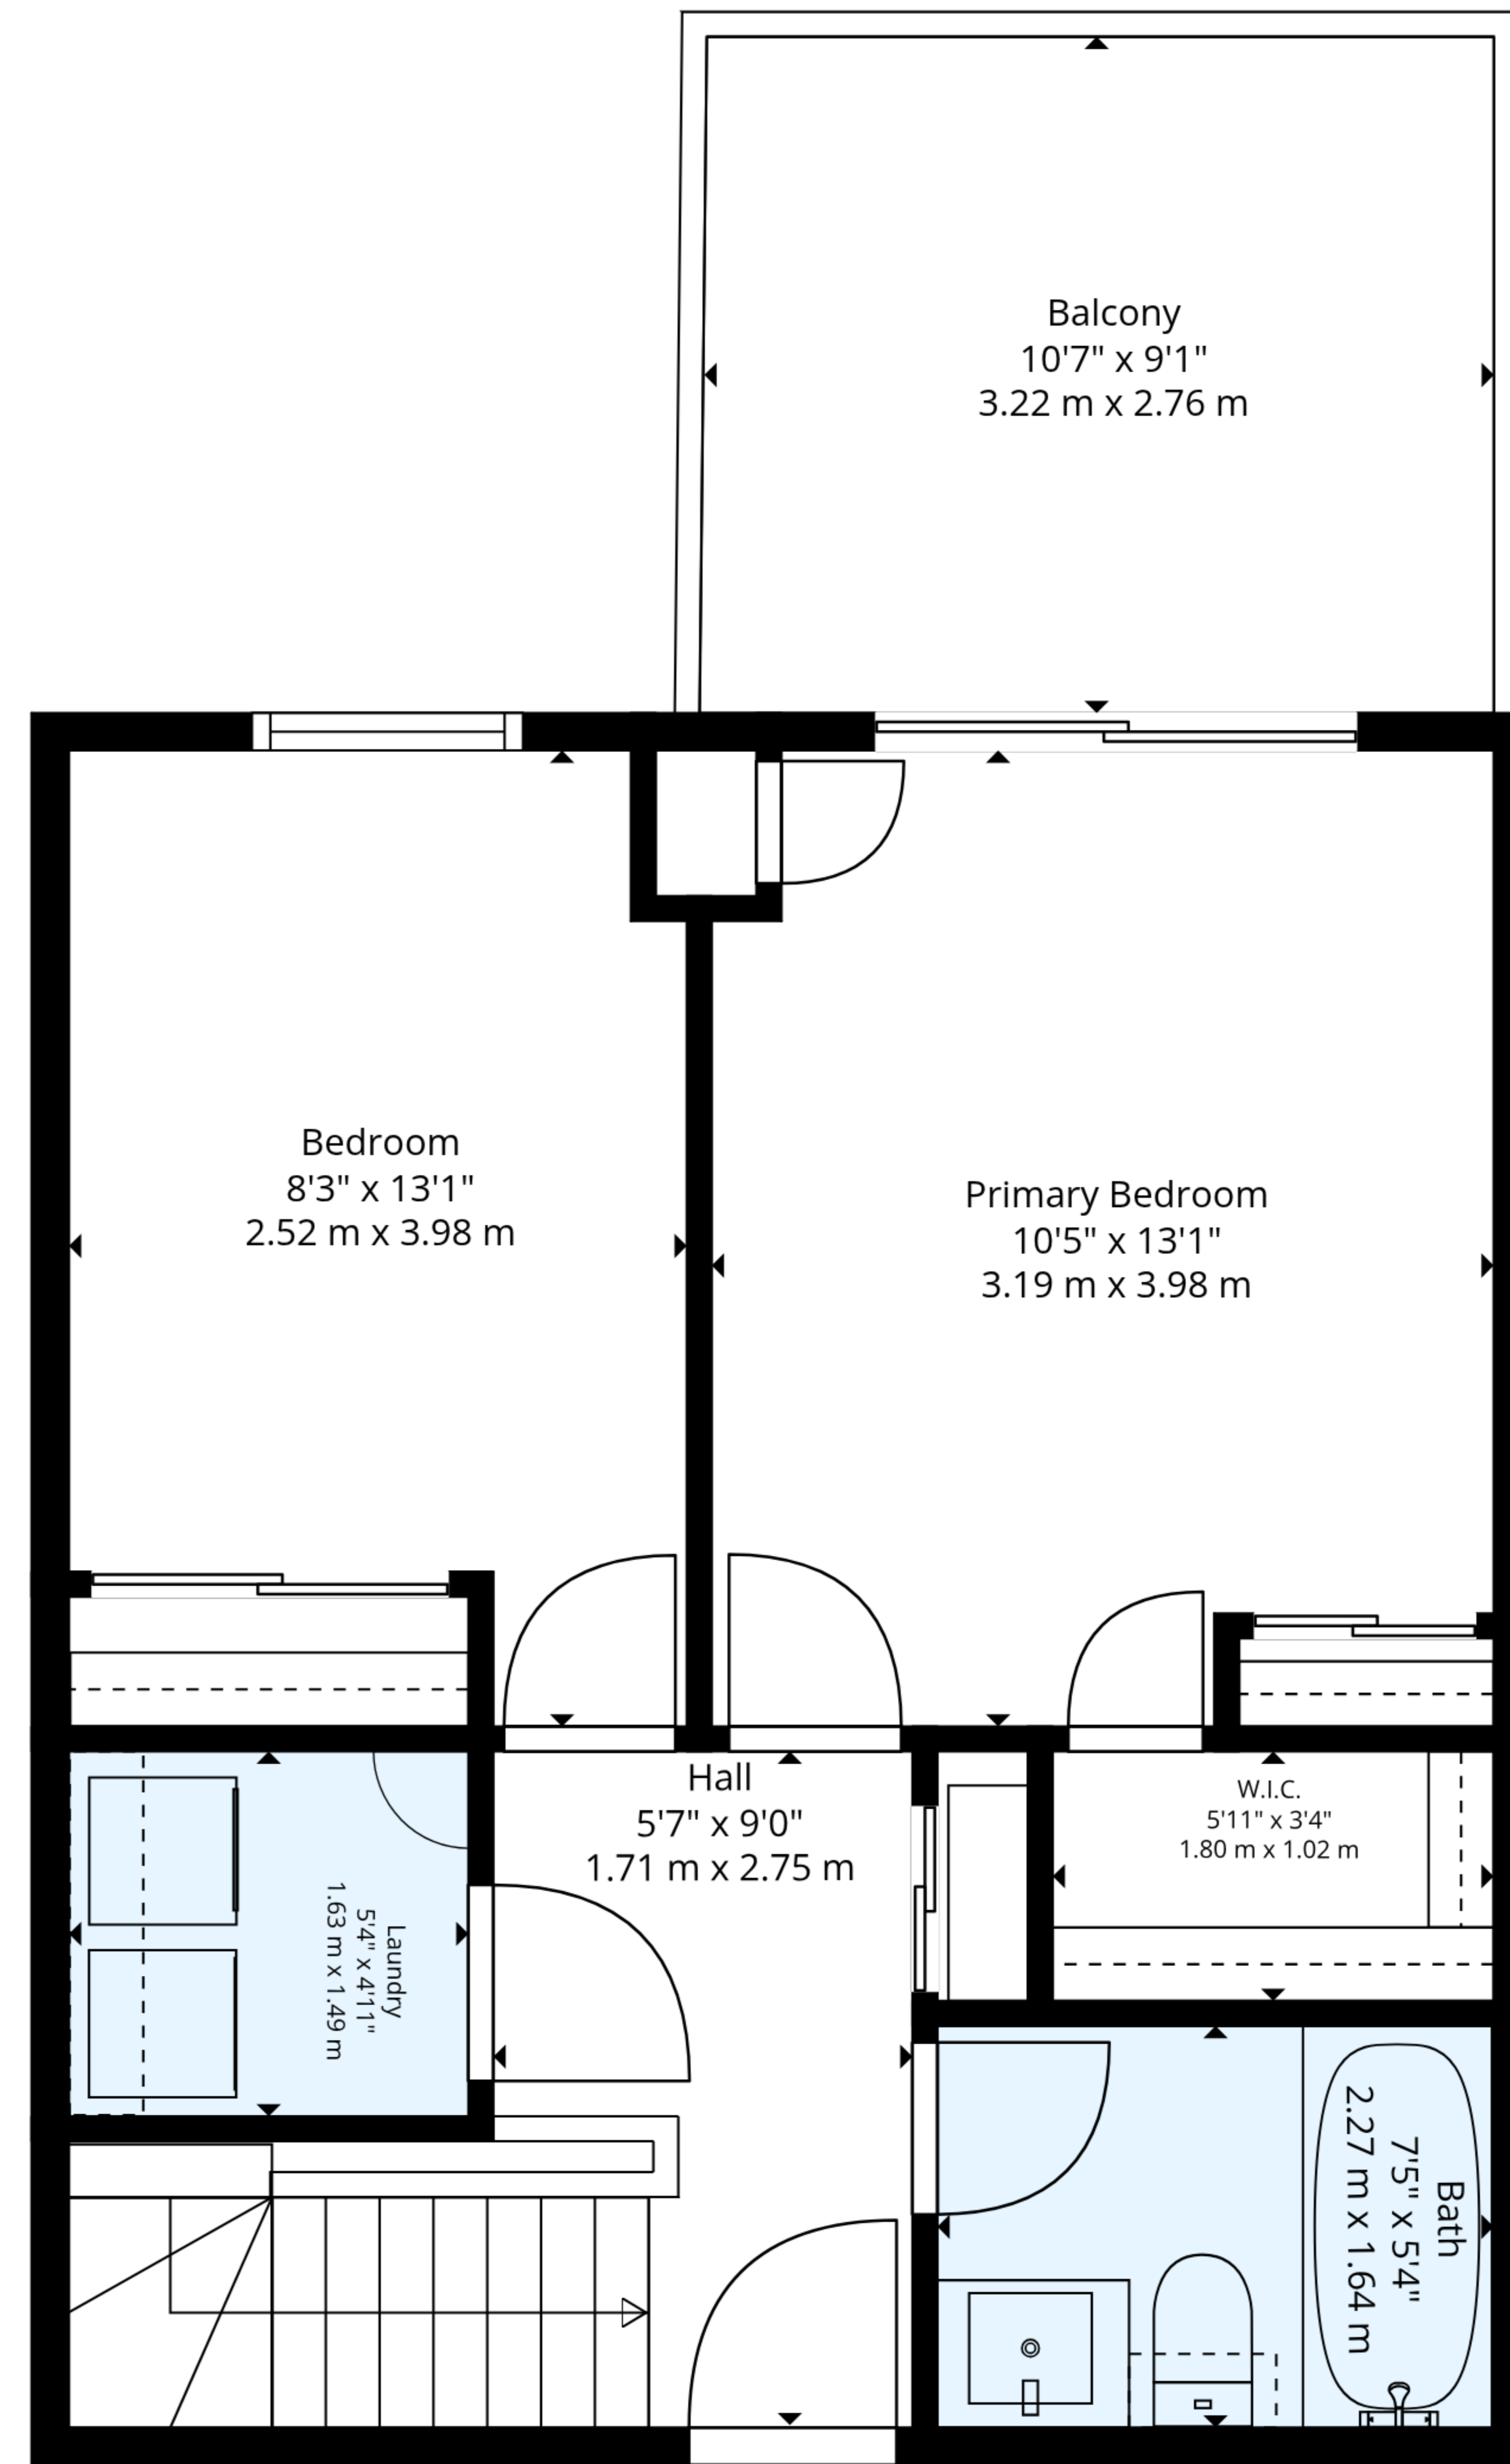 Balcony
10'7" x 9'1"
3.22 m x 2.76 m
Bedroom
8'3" x 13'1"
2.52 m x 3.98 m
Primary Bedroom
10'5" x 13'1"
3.19 m x 3.98 m
Hall
5'7" x 9'0"
1.71 m x 2.75 m
W.I.C.
5'11" x 3'4"
1.80 m x 1.02 m
Laundry
5'4" x 4'11"
1.63 m x 1.49 m
Bath
7'5" x 5'4"
2.27 m x 1.64 m